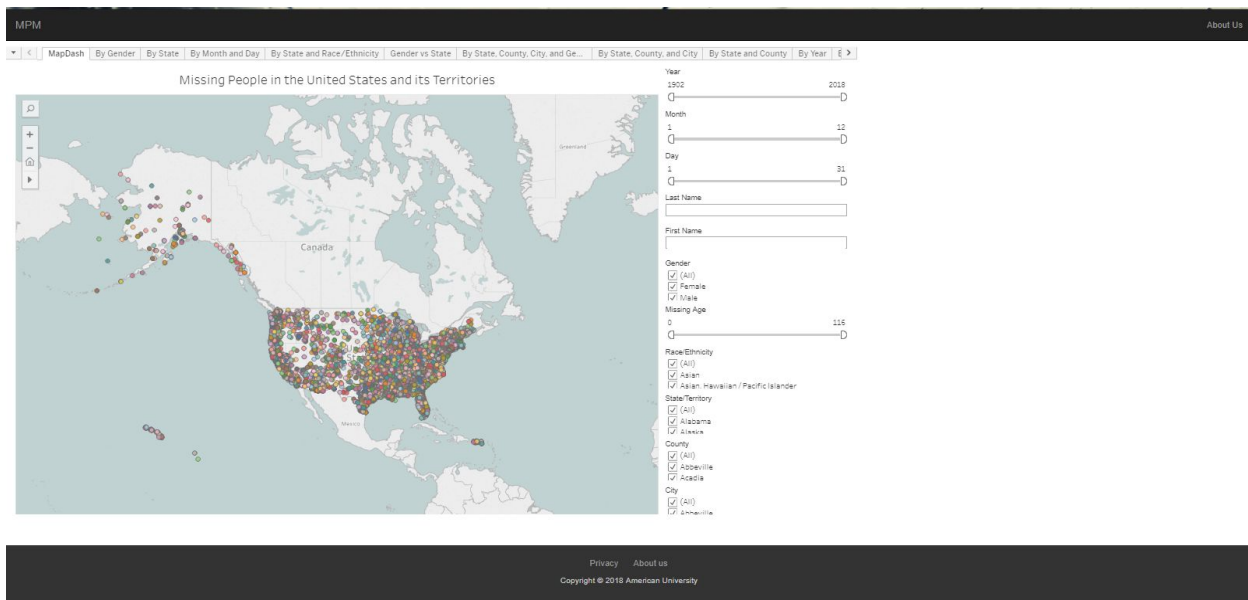 MPM
About Us
MapDash
By Gender
By State
By Month and Day
By State and Race/Ethnicity
Gender vs State
By State, County, City, and Ge...
By State, County, and City
By State and County
By Year
Missing People in the United States and its Territories
Greenland
Canada
Mexico
Year
1902 2018
Month
1 12
Day
1 31
Last Name
First Name
Gender
(All)
Female
Male
Missing Age
0 116
Race/Ethnicity
(All)
Asian
Asian, Hawaiian / Pacific Islander
State/Territory
(All)
Alabama
Alaska
County
(All)
Abbeville
Acadia
City
(All)
Abbeville
Privacy About us
Copyright © 2018 American University